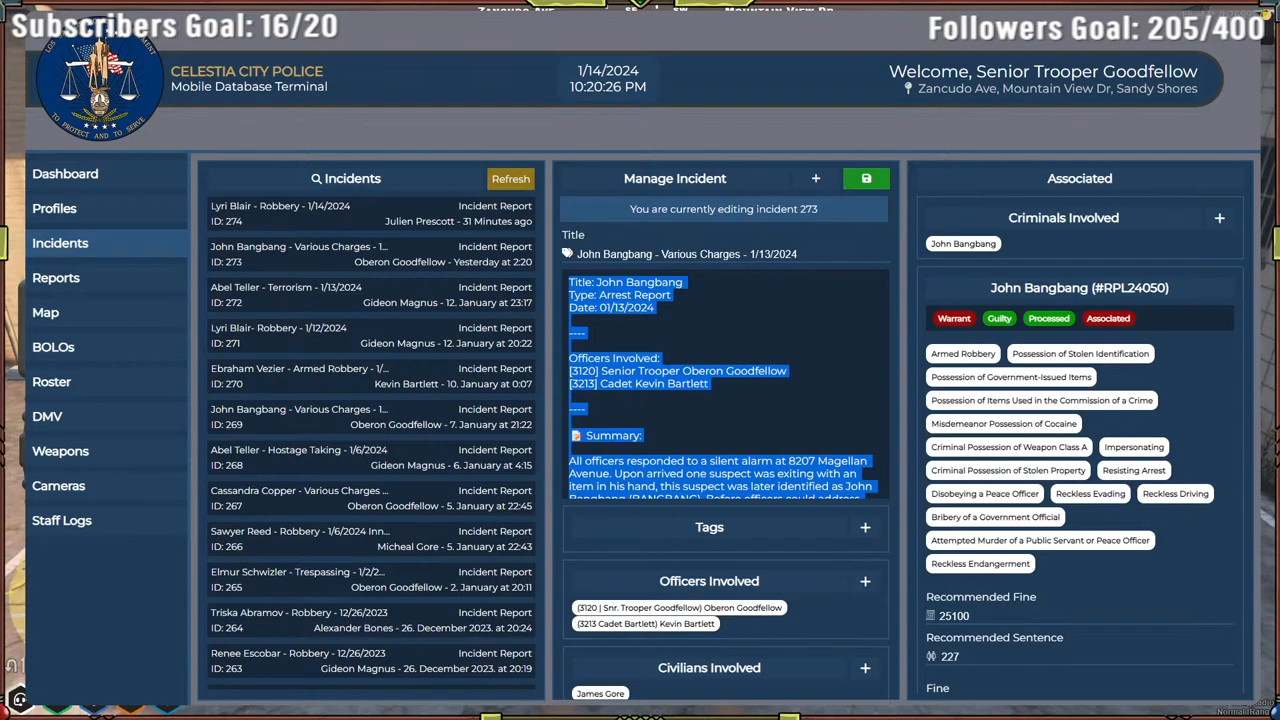 Subscribers Goal: 16/20
Followers Goal: 205/400
CELESTIA CITY POLICE
Mobile Database Terminal
1/14/2024
10:20:26 PM
Welcome, Senior Trooper Goodfellow
Zancudo Ave, Mountain View Dr, Sandy Shores
TO PROTECT AND TO SERVE
Dashboard
Profiles
Incidents
Reports
Map
BOLOs
Roster
DMV
Weapons
Cameras
Staff Logs
Incidents
Refresh
Lyri Blair - Robbery - 1/14/2024 Incident Report
ID: 274 Julien Prescott - 31 Minutes ago
John Bangbang - Various Charges - 1... Incident Report
ID: 273 Oberon Goodfellow - Yesterday at 2:20
Abel Teller - Terrorism - 1/13/2024 Incident Report
ID: 272 Gideon Magnus - 12. January at 23:17
Lyri Blair- Robbery - 1/12/2024 Incident Report
ID: 271 Gideon Magnus - 12. January at 20:22
Ebraham Vezier - Armed Robbery - 1/... Incident Report
ID: 270 Kevin Bartlett - 10. January at 0:07
John Bangbang - Various Charges - 1... Incident Report
ID: 269 Oberon Goodfellow - 7. January at 21:22
Abel Teller - Hostage Taking - 1/6/2024 Incident Report
ID: 268 Gideon Magnus - 6. January at 4:15
Cassandra Copper - Various Charges ... Incident Report
ID: 267 Oberon Goodfellow - 5. January at 22:45
Sawyer Reed - Robbery - 1/6/2024 Inn... Incident Report
ID: 266 Micheal Gore - 5. January at 22:43
Elmur Schwizler - Trespassing - 1/2/2... Incident Report
ID: 265 Oberon Goodfellow - 2. January at 20:11
Triska Abramov - Robbery - 12/26/2023 Incident Report
ID: 264 Alexander Bones - 26. December 2023. at 20:24
Renee Escobar - Robbery - 12/26/2023 Incident Report
ID: 263 Gideon Magnus - 26. December 2023. at 20:19
Manage Incident
You are currently editing incident 273
Title
John Bangbang - Various Charges - 1/13/2024
Title: John Bangbang
Type: Arrest Report
Date: 01/13/2024
----
Officers Involved:
[3120] Senior Trooper Oberon Goodfellow
[3213] Cadet Kevin Bartlett
----
Summary:
All officers responded to a silent alarm at 8207 Magellan
Avenue. Upon arrived one suspect was exiting with an
item in his hand, this suspect was later identified as John
Bangbang (BANGBANG). Before officers could address
Tags
Officers Involved
(3120 | Snr. Trooper Goodfellow) Oberon Goodfellow
(3213 Cadet Bartlett) Kevin Bartlett
Civilians Involved
James Gore
Associated
Criminals Involved
John Bangbang
John Bangbang (#RPL24050)
Warrant Guilty Processed Associated
Armed Robbery Possession of Stolen Identification
Possession of Government-Issued Items
Possession of Items Used in the Commission of a Crime
Misdemeanor Possession of Cocaine
Criminal Possession of Weapon Class A Impersonating
Criminal Possession of Stolen Property Resisting Arrest
Disobeying a Peace Officer Reckless Evading Reckless Driving
Bribery of a Government Official
Attempted Murder of a Public Servant or Peace Officer
Reckless Endangerment
Recommended Fine
25100
Recommended Sentence
227
Fine